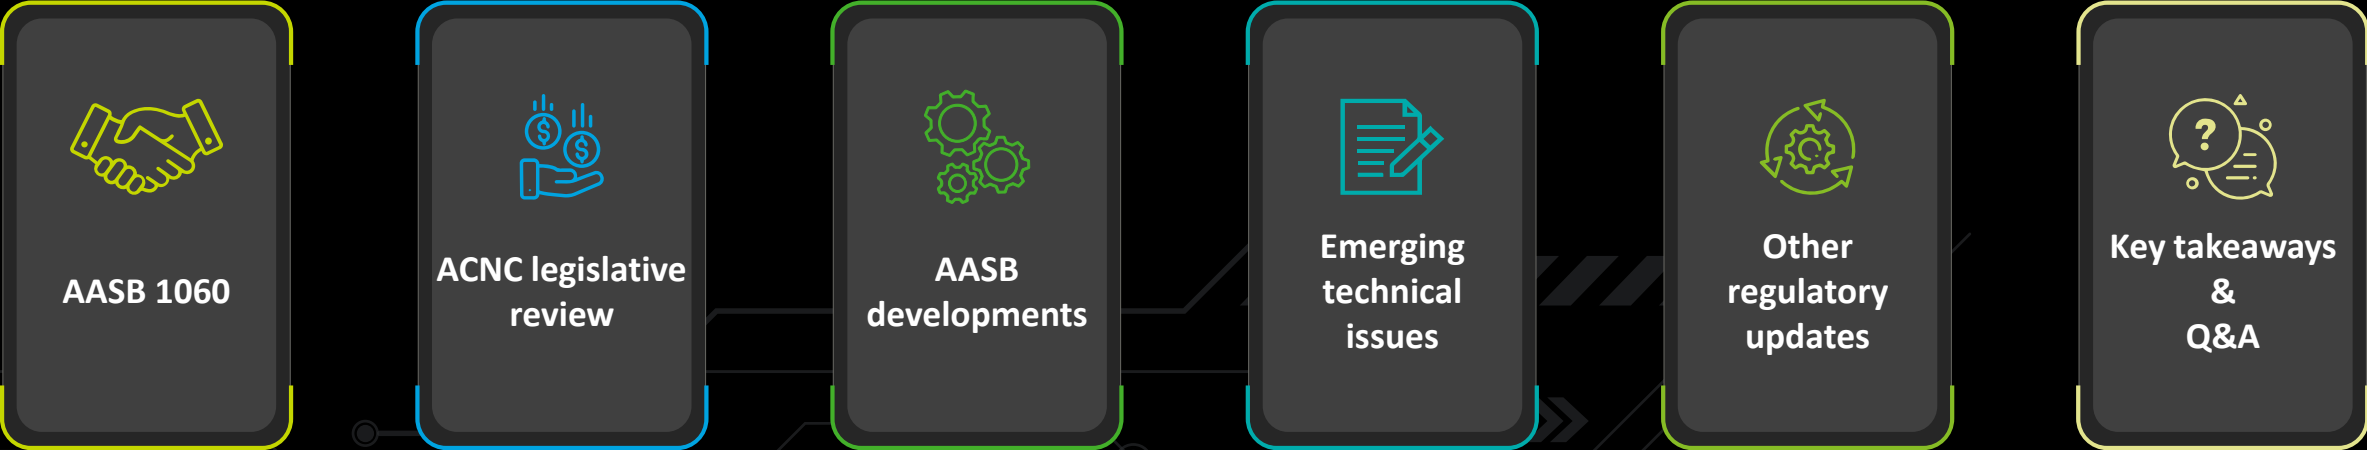 AASB 1060
ACNC legislative
review
AASB
developments
Emerging
technical
issues
Other
regulatory
updates
Key takeaways
&
Q&A